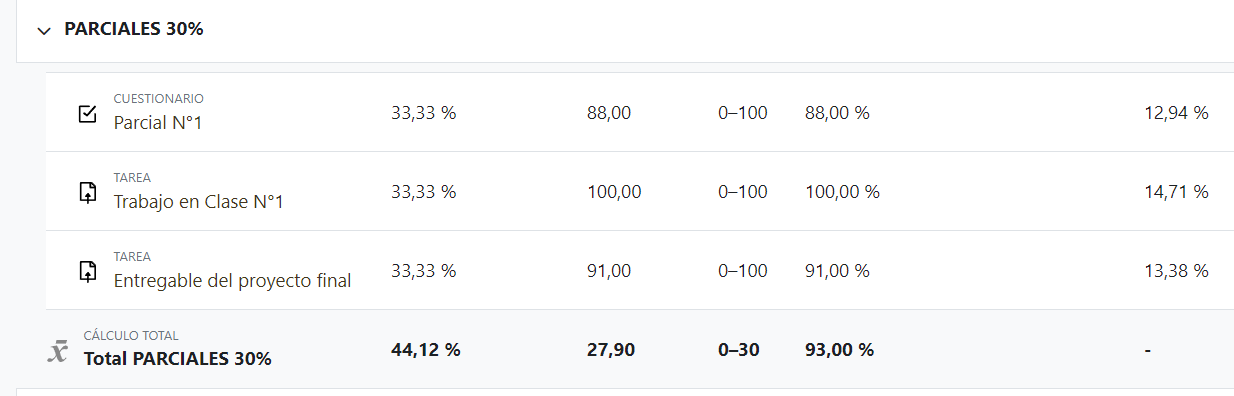 PARCIALES 30%
CUESTIONARIO
Parcial N°1 33,33 % 88,00 0–100 88,00 % 12,94 %
TAREA
Trabajo en Clase N°1 33,33 % 100,00 0–100 100,00 % 14,71 %
TAREA
Entregable del proyecto final 33,33 % 91,00 0–100 91,00 % 13,38 %
CÁLCULO TOTAL
Total PARCIALES 30% 44,12 % 27,90 0–30 93,00 % -